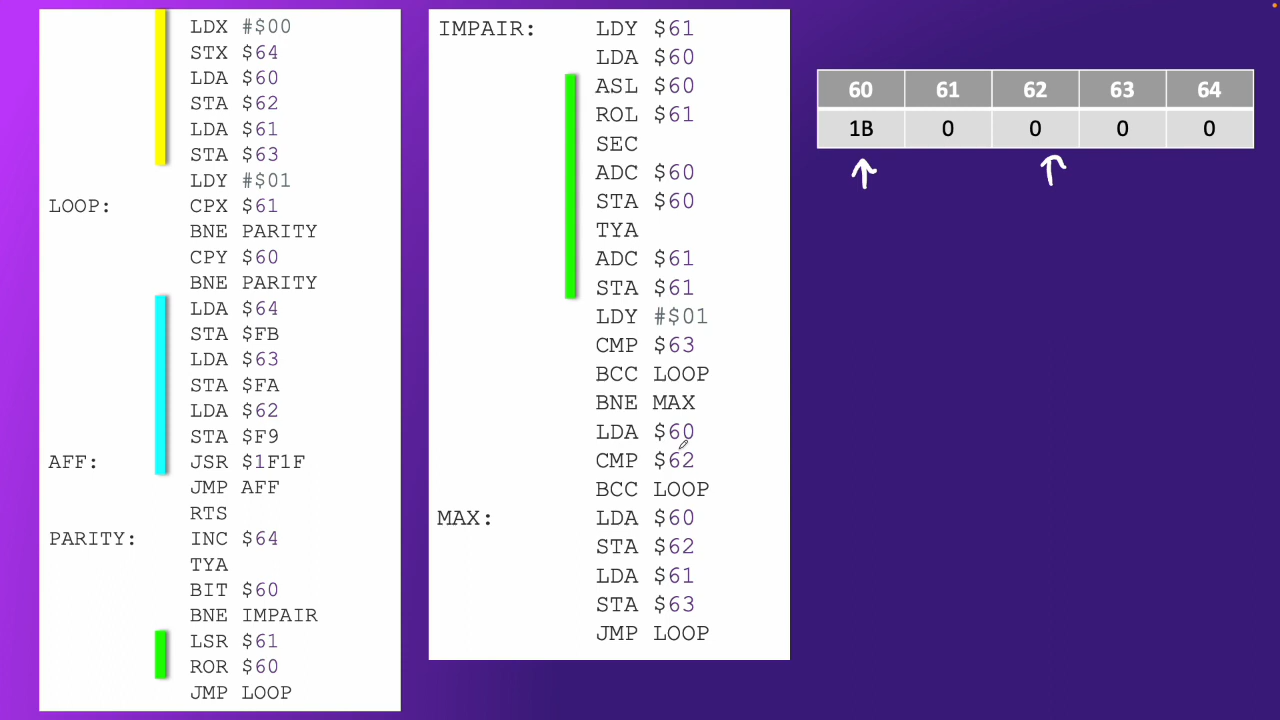 LDX #$00
STX $64
LDA $60
STA $62
LDA $61
STA $63
LDY #$01
LOOP: CPX $61
BNE PARITY
CPY $60
BNE PARITY
LDA $64
STA $FB
LDA $63
STA $FA
LDA $62
STA $F9
AFF: JSR $1F1F
JMP AFF
RTS
PARITY: INC $64
TYA
BIT $60
BNE IMPAIR
LSR $61
ROR $60
JMP LOOP
IMPAIR: LDY $61
LDA $60
ASL $60
ROL $61
SEC
ADC $60
STA $60
TYA
ADC $61
STA $61
LDY #$01
CMP $63
BCC LOOP
BNE MAX
LDA $60
CMP $62
BCC LOOP
MAX: LDA $60
STA $62
LDA $61
STA $63
JMP LOOP
60 61 62 63 64
1B 0 0 0 0